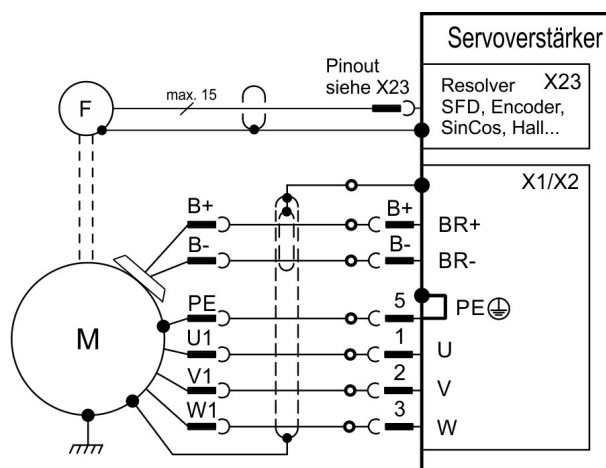 Servoverstärker
Pinout
siehe X23
Resolver X23
SFD, Encoder,
SinCos, Hall...
F
max. 15
X1/X2
B+ B+ BR+
B- B- BR-
PE 5 PE
M
U1 1 U
V1 2 V
W1 3 W